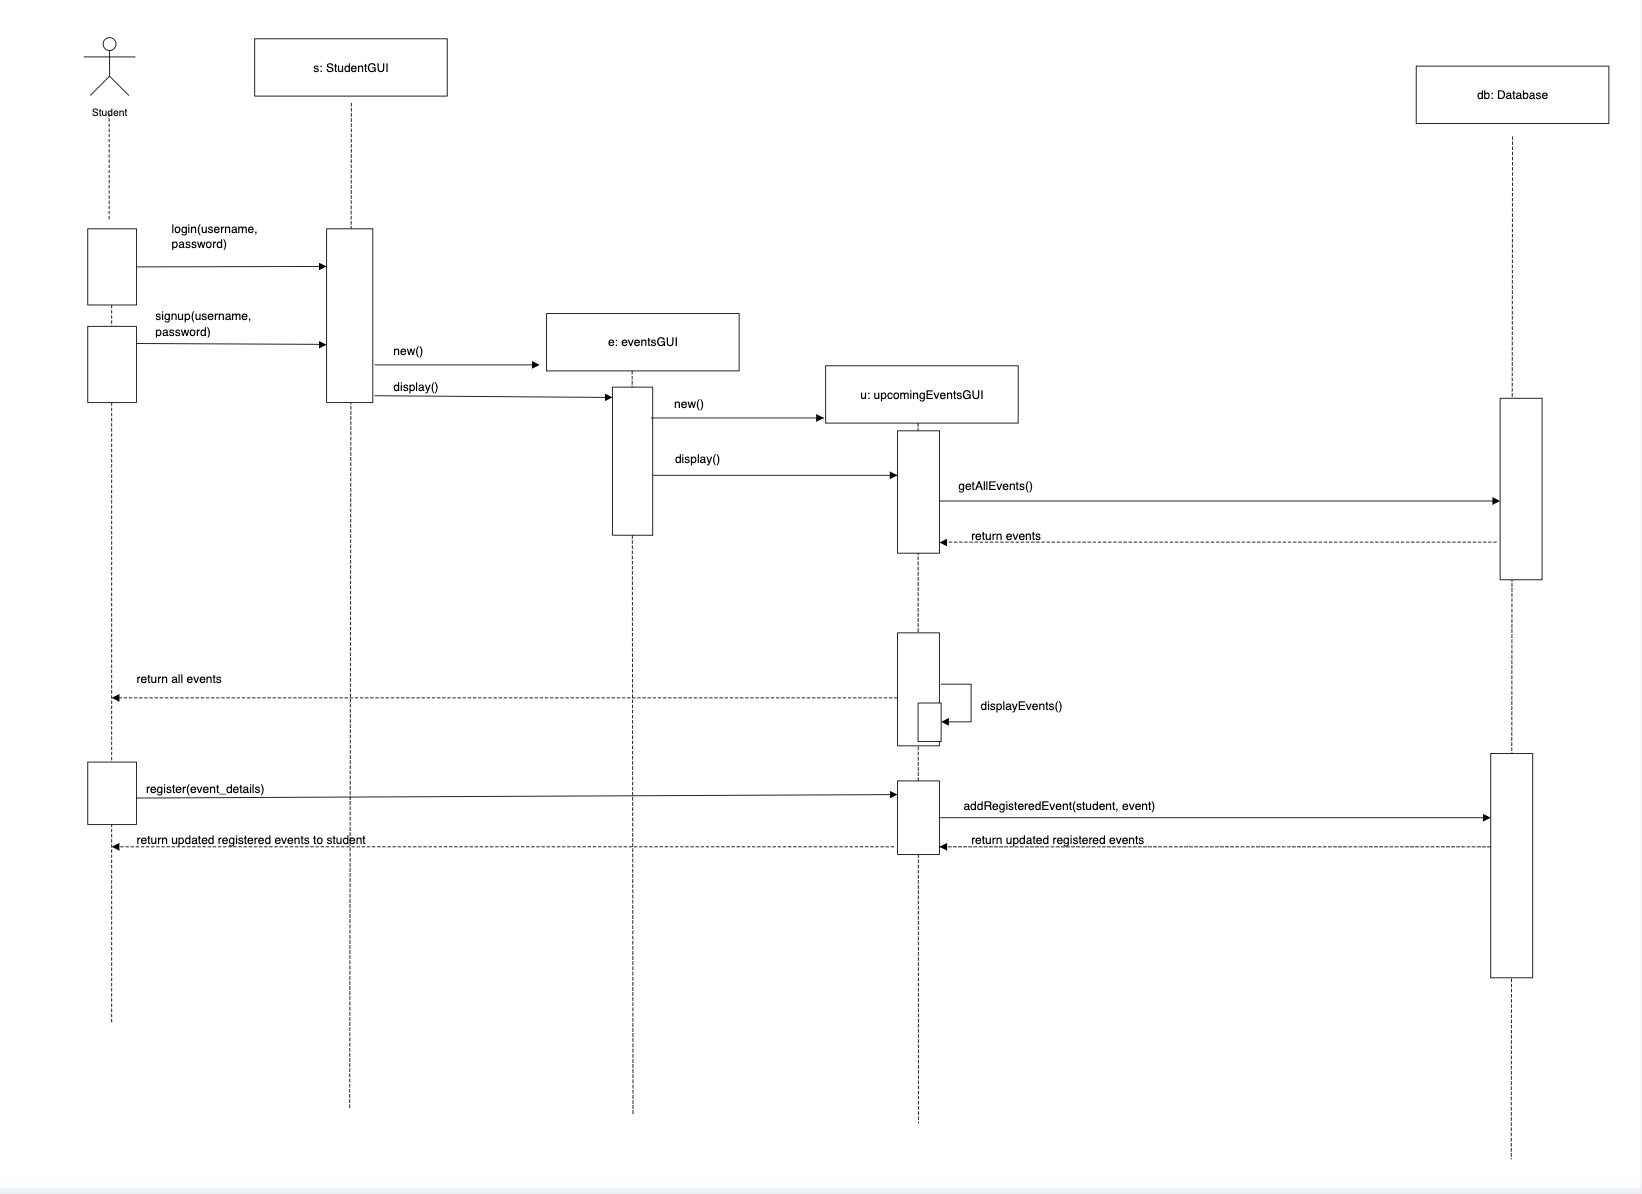 s: StudentGUI
db: Database
Student
login(username,
password)
signup(username,
password)
e: eventsGUI
new()
display()
u: upcomingEventsGUI
new()
display()
getAllEvents()
return events
return all events
displayEvents()
register(event_details)
addRegisteredEvent(student, event)
return updated registered events to student
return updated registered events